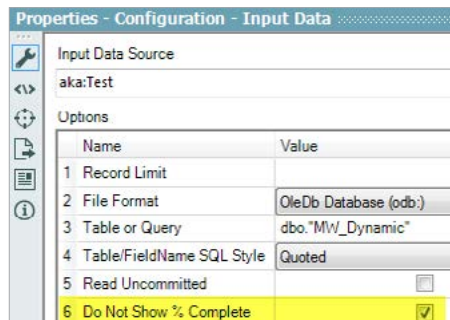 Properties - Configuration - Input Data
Input Data Source
aka:Test
Options
Name Value
1 Record Limit
2 File Format OleDb Database (odb:)
3 Table or Query dbo."MW_Dynamic"
4 Table/FieldName SQL Style Quoted
5 Read Uncommitted
6 Do Not Show % Complete